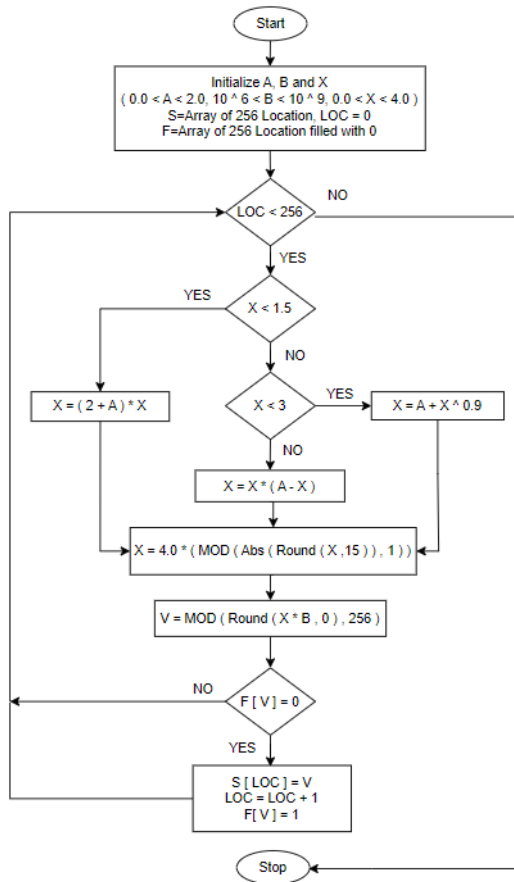 Start
Initialize A, B and X
( 0.0 < A < 2.0, 10 ^ 6 < B < 10 ^ 9, 0.0 < X < 4.0 )
S=Array of 256 Location, LOC = 0
F=Array of 256 Location filled with 0
LOC < 256
NO
YES
X < 1.5
YES
NO
X = ( 2 + A ) * X
X < 3
YES
X = A + X ^ 0.9
NO
X = X * ( A - X )
X = 4.0 * ( MOD ( Abs ( Round ( X ,15 ) ) , 1 ) )
V = MOD ( Round ( X * B , 0 ) , 256 )
F [ V ] = 0
NO
YES
S [ LOC ] = V
LOC = LOC + 1
F[ V ] = 1
Stop